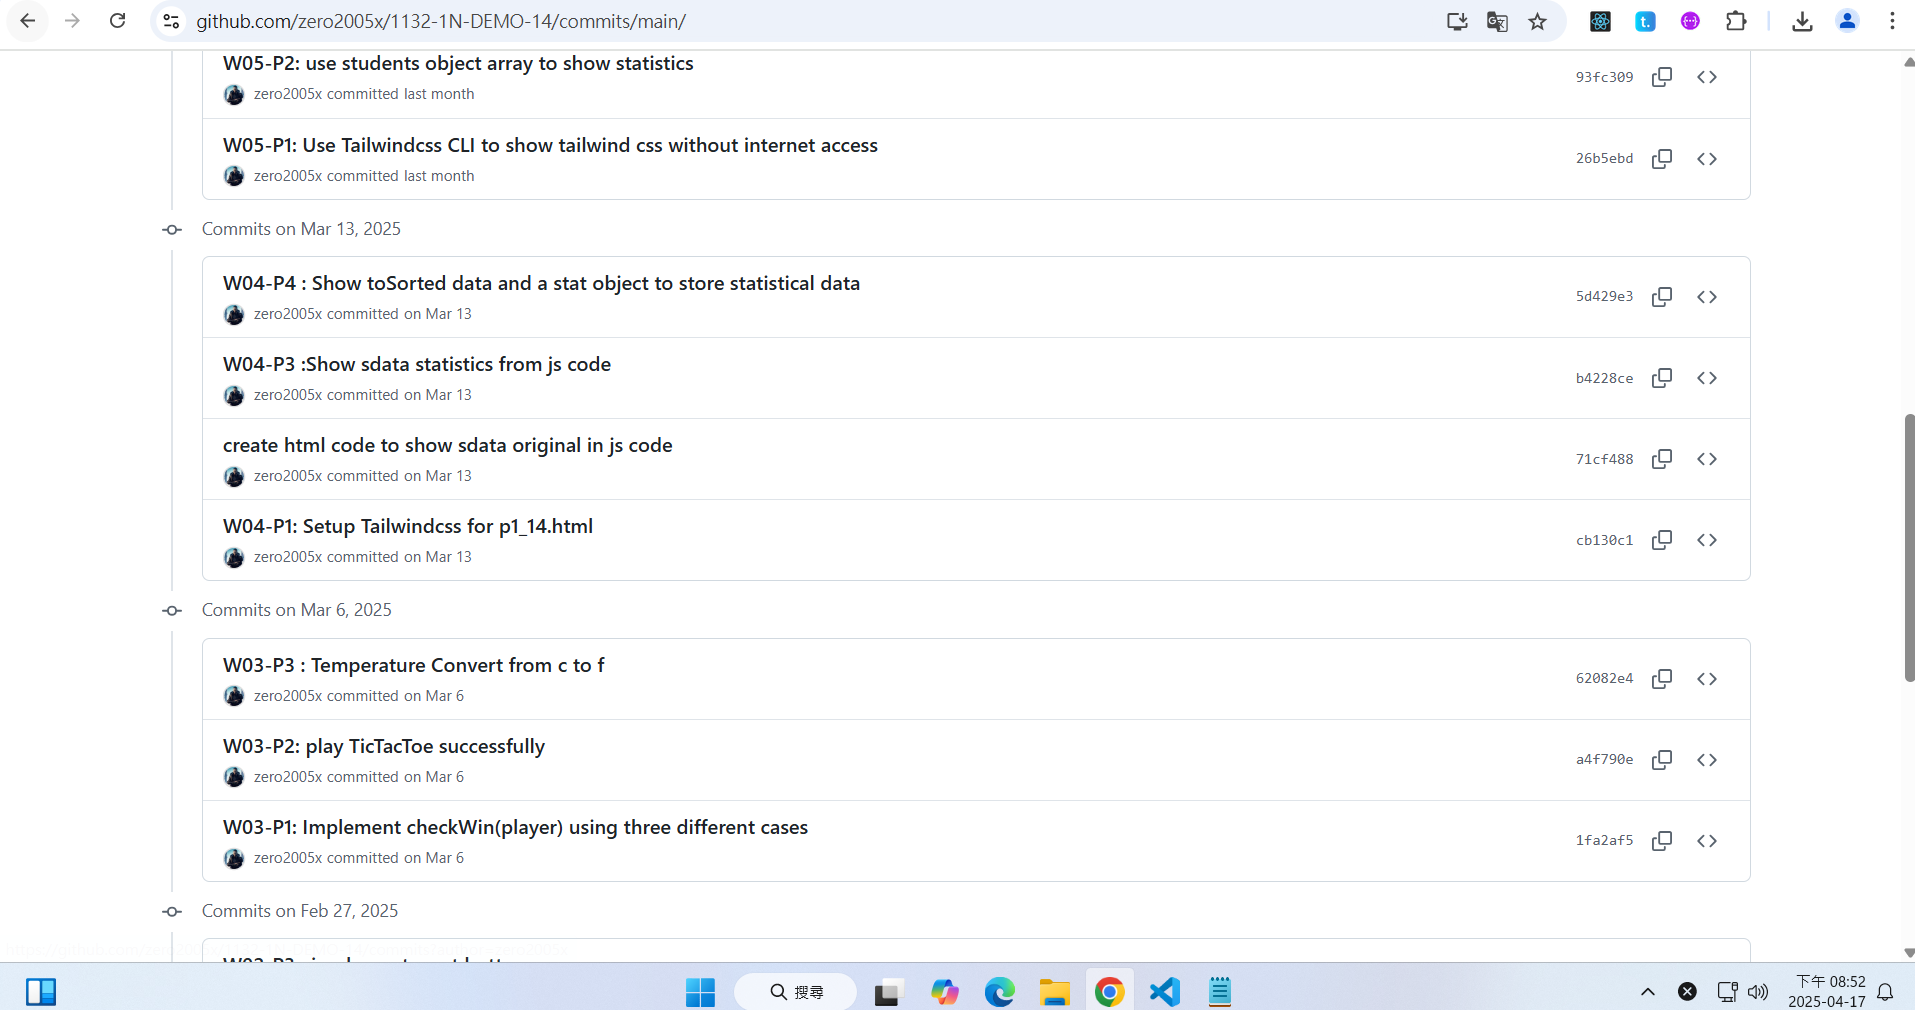 github.com/zero2005x/1132-1N-DEMO-14/commits/main/
W05-P2: use students object array to show statistics
93fc309
zero2005x committed last month
W05-P1: Use Tailwindcss CLI to show tailwind css without internet access
26b5ebd
zero2005x committed last month
Commits on Mar 13, 2025
W04-P4 : Show toSorted data and a stat object to store statistical data
5d429e3
zero2005x committed on Mar 13
W04-P3 :Show sdata statistics from js code
b4228ce
zero2005x committed on Mar 13
create html code to show sdata original in js code
71cf488
zero2005x committed on Mar 13
W04-P1: Setup Tailwindcss for p1_14.html
cb130c1
zero2005x committed on Mar 13
Commits on Mar 6, 2025
W03-P3 : Temperature Convert from c to f
62082e4
zero2005x committed on Mar 6
W03-P2: play TicTacToe successfully
a4f790e
zero2005x committed on Mar 6
W03-P1: Implement checkWin(player) using three different cases
1fa2af5
zero2005x committed on Mar 6
Commits on Feb 27, 2025
搜尋
下午 08:52
2025-04-17